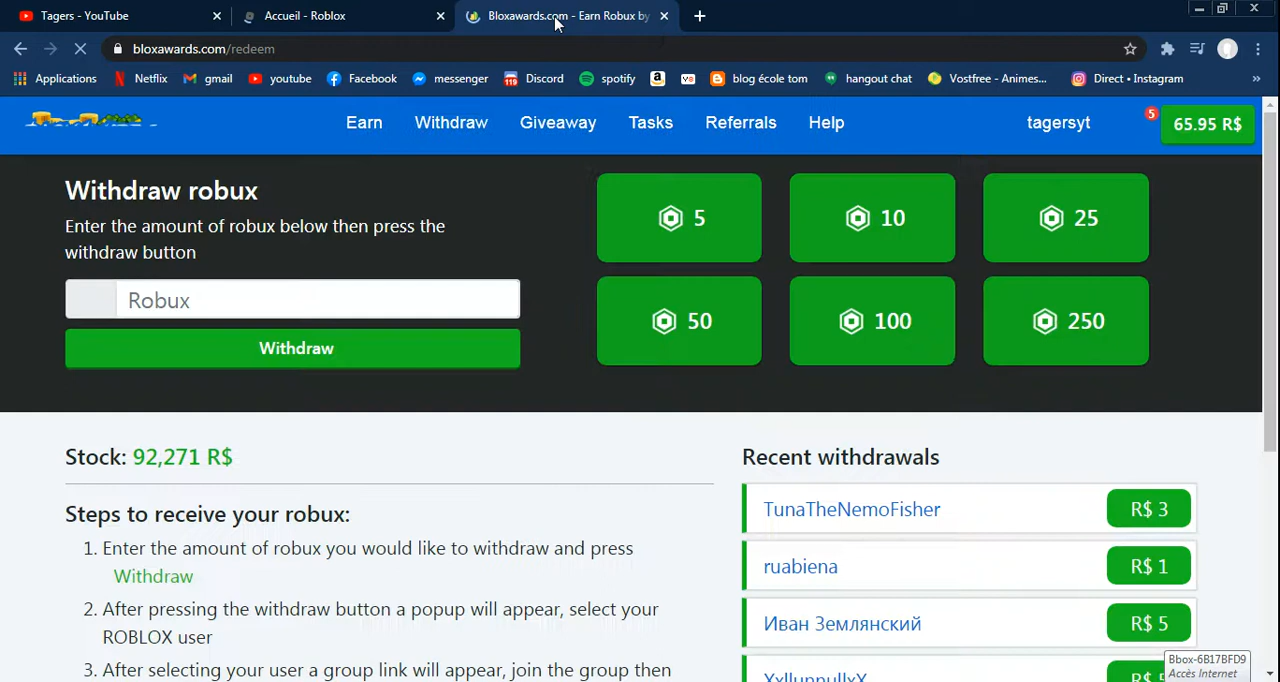 Tagers - YouTube
Accueil - Roblox
Bloxawards.com - Earn Robux by
bloxawards.com/redeem
Applications Netflix gmail youtube Facebook messenger Discord spotify blog école tom hangout chat Vostfree - Animes... Direct • Instagram »
Earn Withdraw Giveaway Tasks Referrals Help tagersyt 5 65.95 R$
Withdraw robux
Enter the amount of robux below then press the
withdraw button
Robux
Withdraw
5 10 25
50 100 250
Stock: 92,271 R$
Steps to receive your robux:
1. Enter the amount of robux you would like to withdraw and press
Withdraw
2. After pressing the withdraw button a popup will appear, select your
ROBLOX user
3. After selecting your user a group link will appear, join the group then
Recent withdrawals
TunaTheNemoFisher R$ 3
ruabiena R$ 1
Иван Землянский R$ 5
Bbox-6B17BFD9
Accès Internet